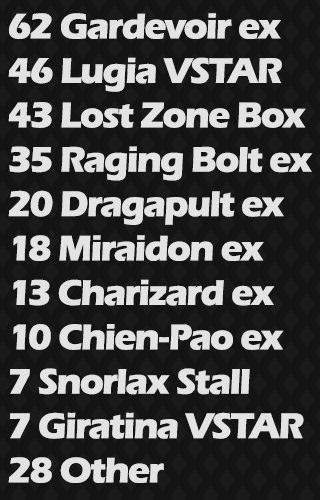 62 Gardevoir ex
46 Lugia VSTAR
43 Lost Zone Box
35 Raging Bolt ex
20 Dragapult ex
18 Miraidon ex
13 Charizard ex
10 Chien-Pao ex
7 Snorlax Stall
7 Giratina VSTAR
28 Other